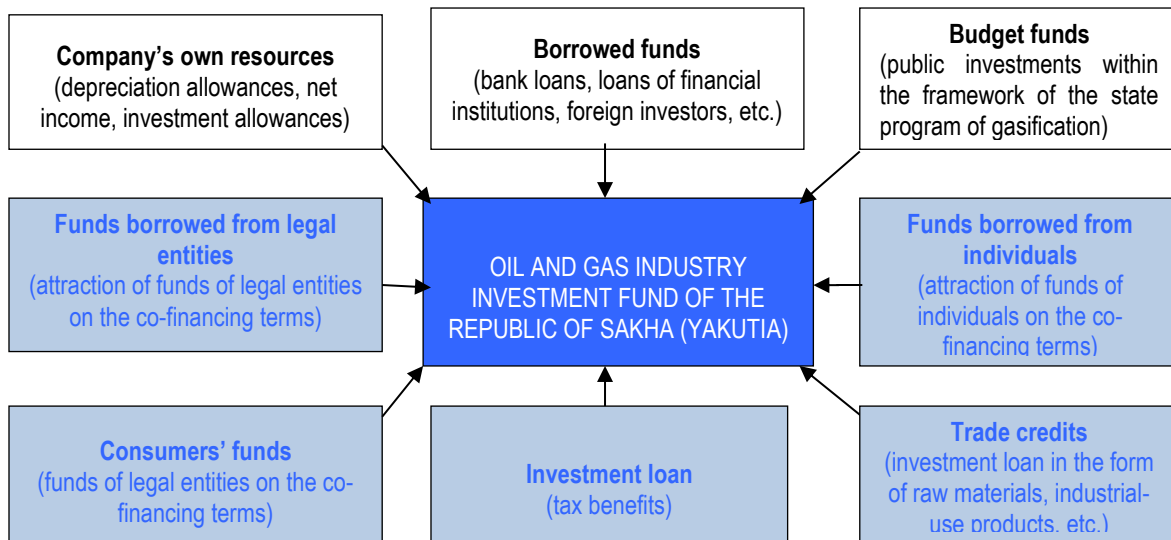 Company's own resources
(depreciation allowances, net
income, investment allowances)
Borrowed funds
(bank loans, loans of financial
institutions, foreign investors, etc.)
Budget funds
(public investments within
the framework of the state
program of gasification)
Funds borrowed from legal
entities
(attraction of funds of legal entities
on the co-financing terms)
OIL AND GAS INDUSTRY
INVESTMENT FUND OF THE
REPUBLIC OF SAKHA (YAKUTIA)
Funds borrowed from
individuals
(attraction of funds of
individuals on the co-
financing terms)
Consumers' funds
(funds of legal entities on the co-
financing terms)
Investment loan
(tax benefits)
Trade credits
(investment loan in the form
of raw materials, industrial-
use products, etc.)